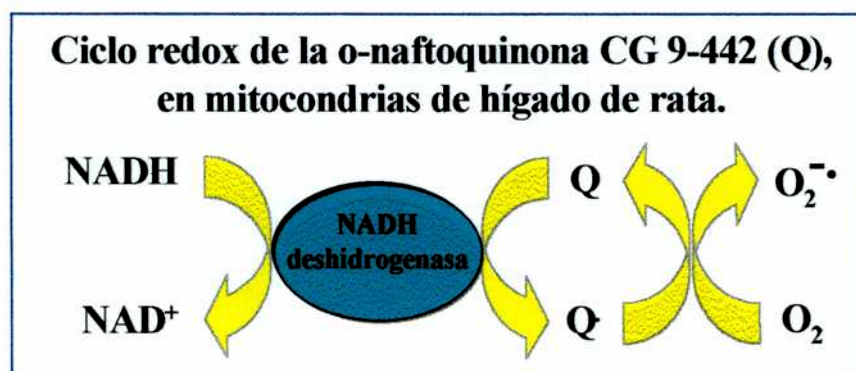 Ciclo redox de la o-naftoquinona CG 9-442 (Q),
en mitocondrias de hígado de rata.
NADH Q O₂⁻•
NADH
deshidrogenasa
NAD⁺ Q· O₂